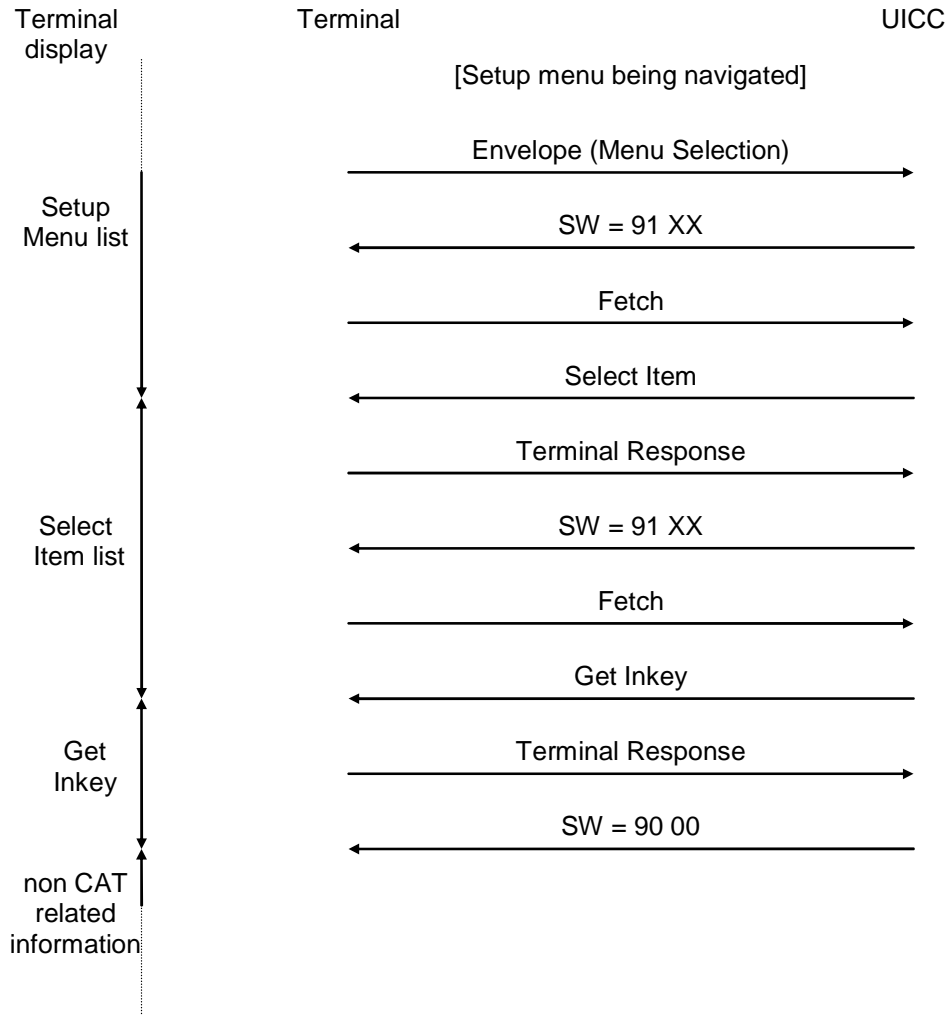 Terminal
display
Terminal
UICC
[Setup menu being navigated]
Envelope (Menu Selection)
Setup
Menu list
SW = 91 XX
Fetch
Select Item
Terminal Response
Select
Item list
SW = 91 XX
Fetch
Get Inkey
Get
Inkey
Terminal Response
SW = 90 00
non CAT
related
information